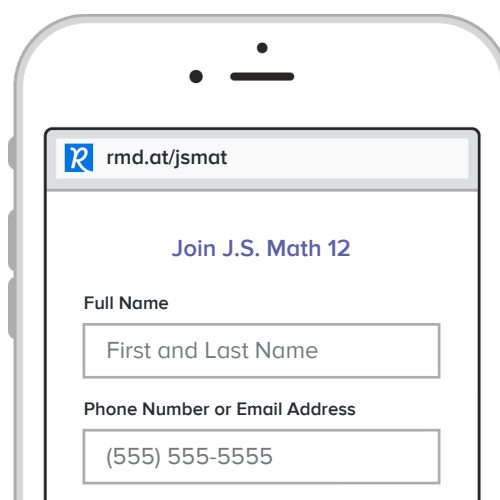 rmd.at/jsmat
Join J.S. Math 12
Full Name
First and Last Name
Phone Number or Email Address
(555) 555-5555